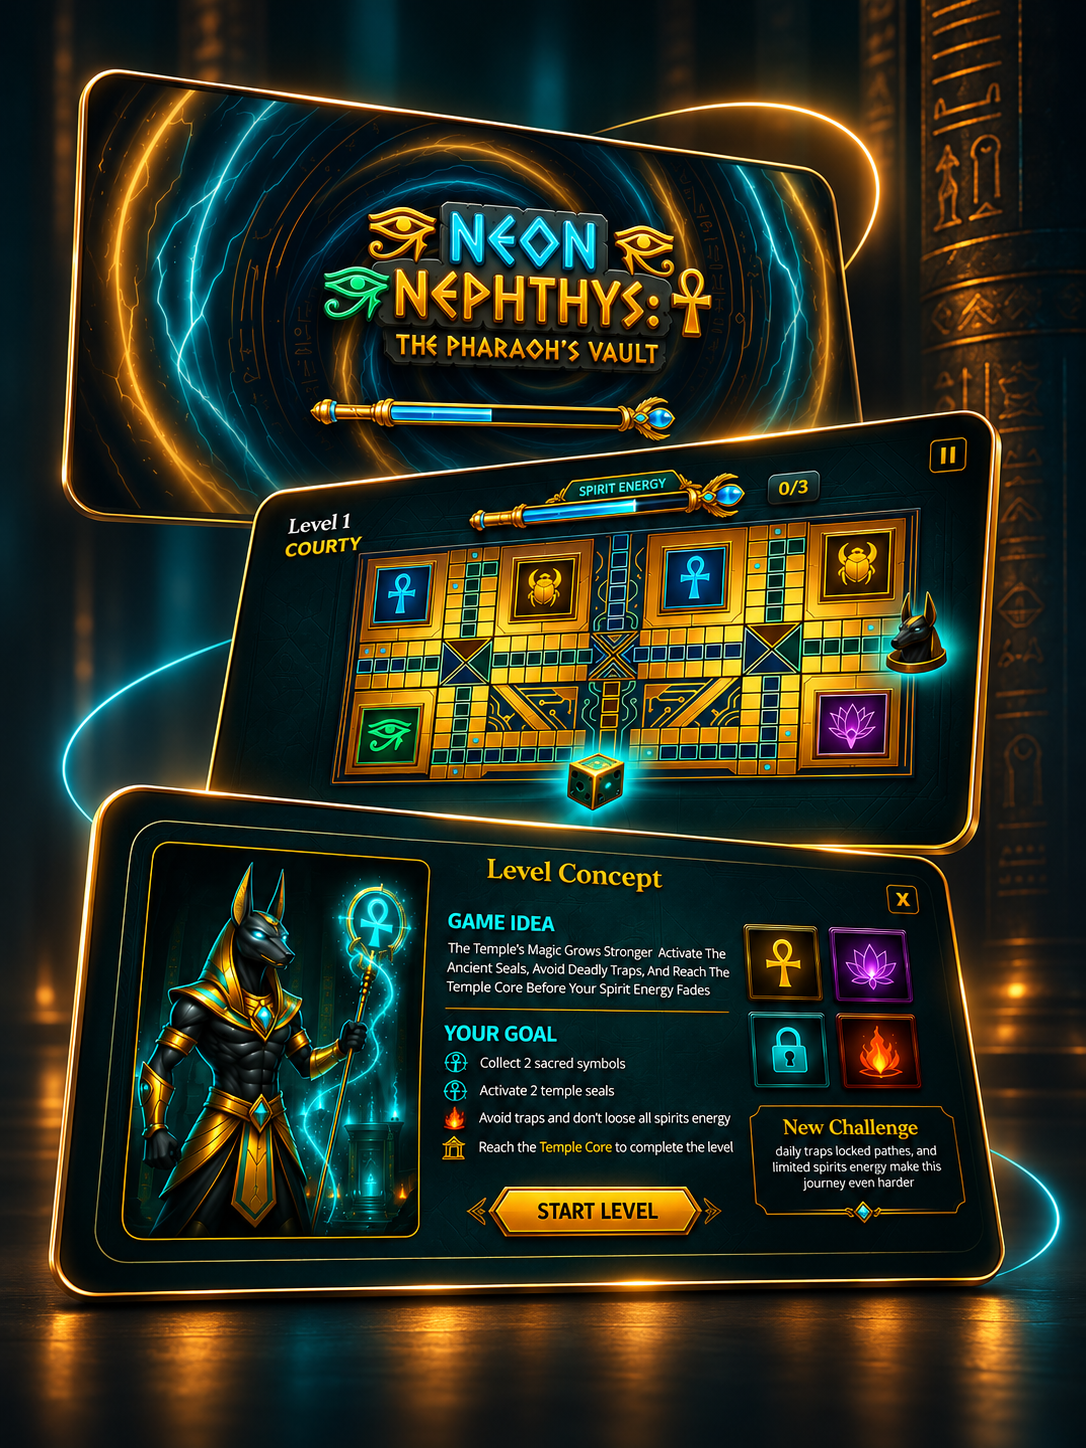 NEON
NEPHTHYS:
THE PHARAOH'S VAULT
SPIRIT ENERGY
0/3
Level 1
COURTY
Level Concept
X
GAME IDEA
The Temple's Magic Grows Stronger Activate The
Ancient Seals, Avoid Deadly Traps, And Reach The
Temple Core Before Your Spirit Energy Fades
YOUR GOAL
Collect 2 sacred symbols
Activate 2 temple seals
Avoid traps and don't loose all spirits energy
Reach the Temple Core to complete the level
START LEVEL
New Challenge
daily traps locked pathes, and
limited spirits energy make this
journey even harder